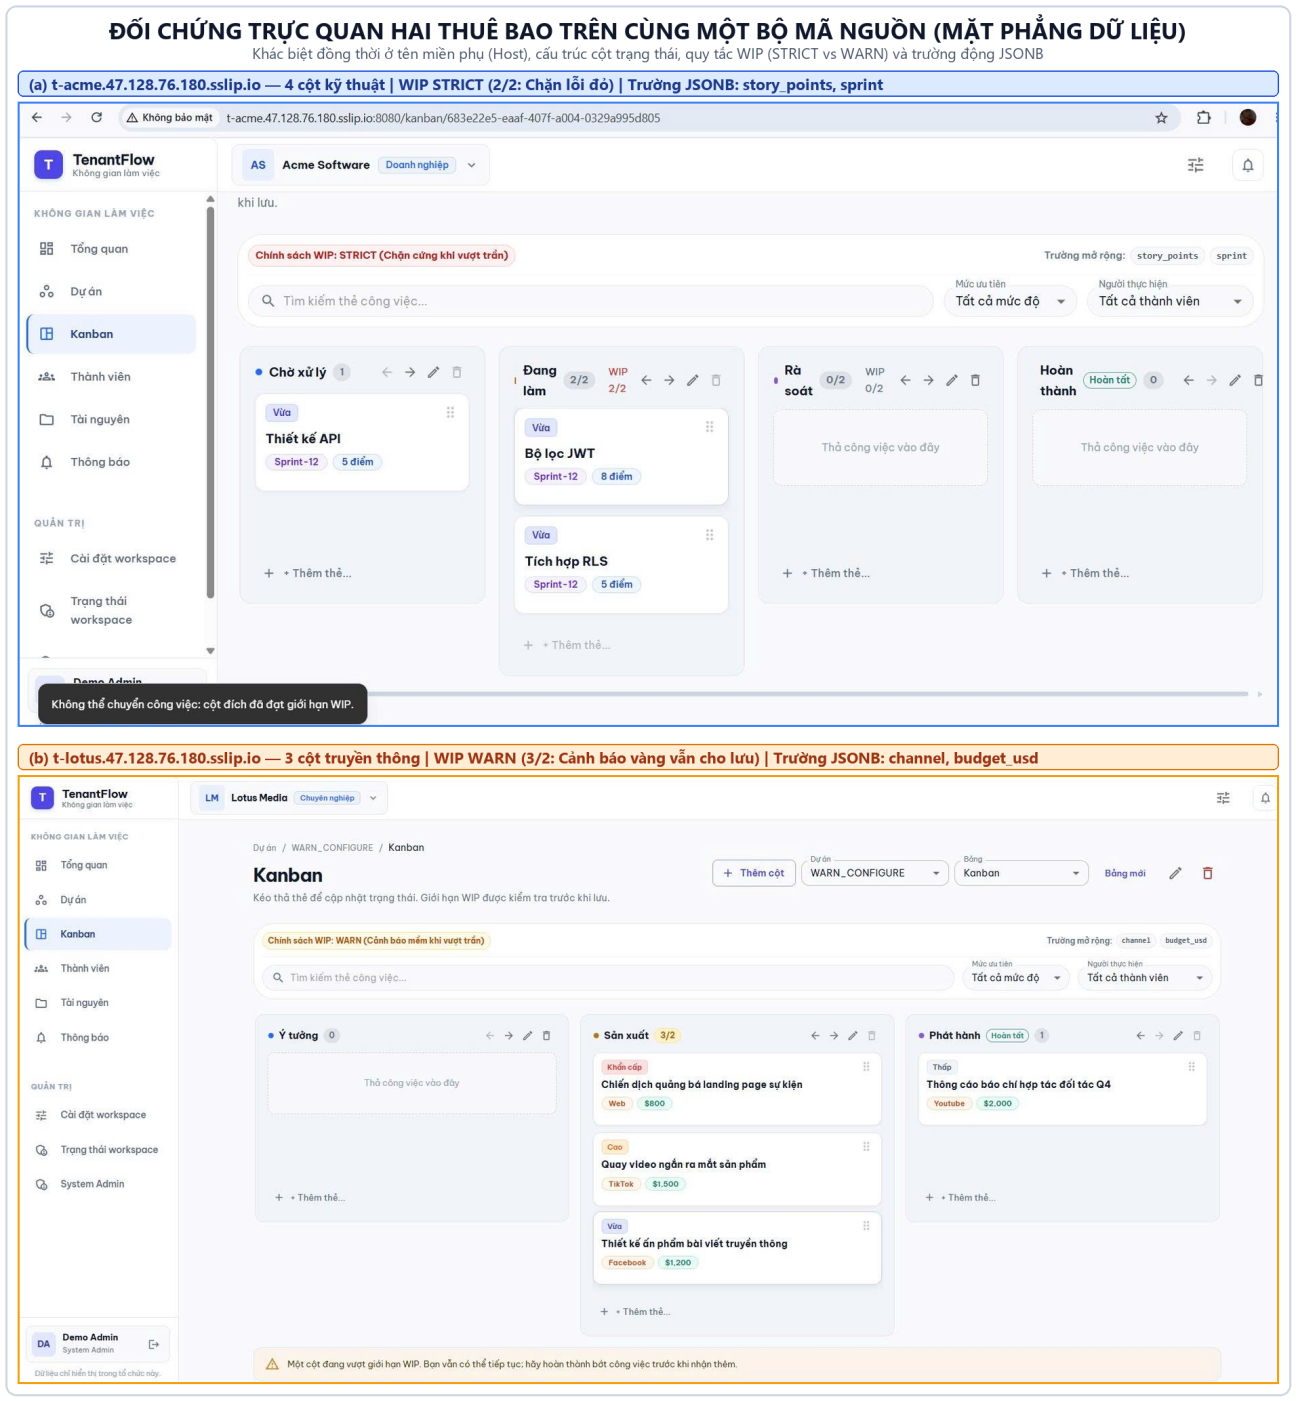 ĐỐI CHỨNG TRỰC QUAN HAI THUÊ BAO TRÊN CÙNG MỘT BỘ MÃ NGUỒN (MẶT PHẲNG DỮ LIỆU)
Khác biệt đồng thời ở tên miền phụ (Host), cấu trúc cột trạng thái, quy tắc WIP (STRICT vs WARN) và trường động JSONB
(a) t-acme.47.128.76.180.sslip.io — 4 cột kỹ thuật | WIP STRICT (2/2: Chặn lỗi đỏ) | Trường JSONB: story_points, sprint
Không bảo mật t-acme.47.128.76.180.sslip.io:8080/kanban/683e22e5-eaaf-407f-a004-0329a995d805
T TenantFlow
Không gian làm việc
AS Acme Software Doanh nghiệp
khi lưu.
KHÔNG GIAN LÀM VIỆC
Tổng quan
Dự án
Kanban
Thành viên
Tài nguyên
Thông báo
QUẢN TRỊ
Cài đặt workspace
Trạng thái
workspace
Demo Admin
Chính sách WIP: STRICT (Chặn cứng khi vượt trần)
Trường mở rộng: story_points sprint
Tìm kiếm thẻ công việc...
Mức ưu tiên
Tất cả mức độ
Người thực hiện
Tất cả thành viên
Chờ xử lý 1
Vừa
Thiết kế API
Sprint-12 5 điểm
+ + Thêm thẻ...
Đang
làm
2/2
WIP
2/2
Vừa
Bộ lọc JWT
Sprint-12 8 điểm
Vừa
Tích hợp RLS
Sprint-12 5 điểm
+ + Thêm thẻ...
Rà
soát
0/2
WIP
0/2
Thả công việc vào đây
+ + Thêm thẻ...
Hoàn
thành
Hoàn tất 0
Thả công việc vào đây
+ + Thêm thẻ...
Không thể chuyển công việc: cột đích đã đạt giới hạn WIP.
(b) t-lotus.47.128.76.180.sslip.io — 3 cột truyền thông | WIP WARN (3/2: Cảnh báo vàng vẫn cho lưu) | Trường JSONB: channel, budget_usd
T TenantFlow
Không gian làm việc
LM Lotus Media Chuyên nghiệp
KHÔNG GIAN LÀM VIỆC
Tổng quan
Dự án
Kanban
Thành viên
Tài nguyên
Thông báo
QUẢN TRỊ
Cài đặt workspace
Trạng thái workspace
System Admin
DA Demo Admin
System Admin
Dữ liệu chỉ hiển thị trong tổ chức này.
Dự án / WARN_CONFIGURE / Kanban
Kanban
Kéo thả thẻ để cập nhật trạng thái. Giới hạn WIP được kiểm tra trước khi lưu.
+ Thêm cột
Dự án
WARN_CONFIGURE
Bảng
Kanban
Bảng mới
Chính sách WIP: WARN (Cảnh báo mềm khi vượt trần)
Trường mở rộng: channel budget_usd
Tìm kiếm thẻ công việc...
Mức ưu tiên
Tất cả mức độ
Người thực hiện
Tất cả thành viên
Ý tưởng 0
Thả công việc vào đây
+ + Thêm thẻ...
Sản xuất 3/2
Khẩn cấp
Chiến dịch quảng bá landing page sự kiện
Web $800
Cao
Quay video ngắn ra mắt sản phẩm
TikTok $1,500
Vừa
Thiết kế ấn phẩm bài viết truyền thông
Facebook $1,200
+ + Thêm thẻ...
Phát hành Hoàn tất 1
Thấp
Thông cáo báo chí hợp tác đối tác Q4
Youtube $2,000
+ + Thêm thẻ...
Một cột đang vượt giới hạn WIP. Bạn vẫn có thể tiếp tục; hãy hoàn thành bớt công việc trước khi nhận thêm.